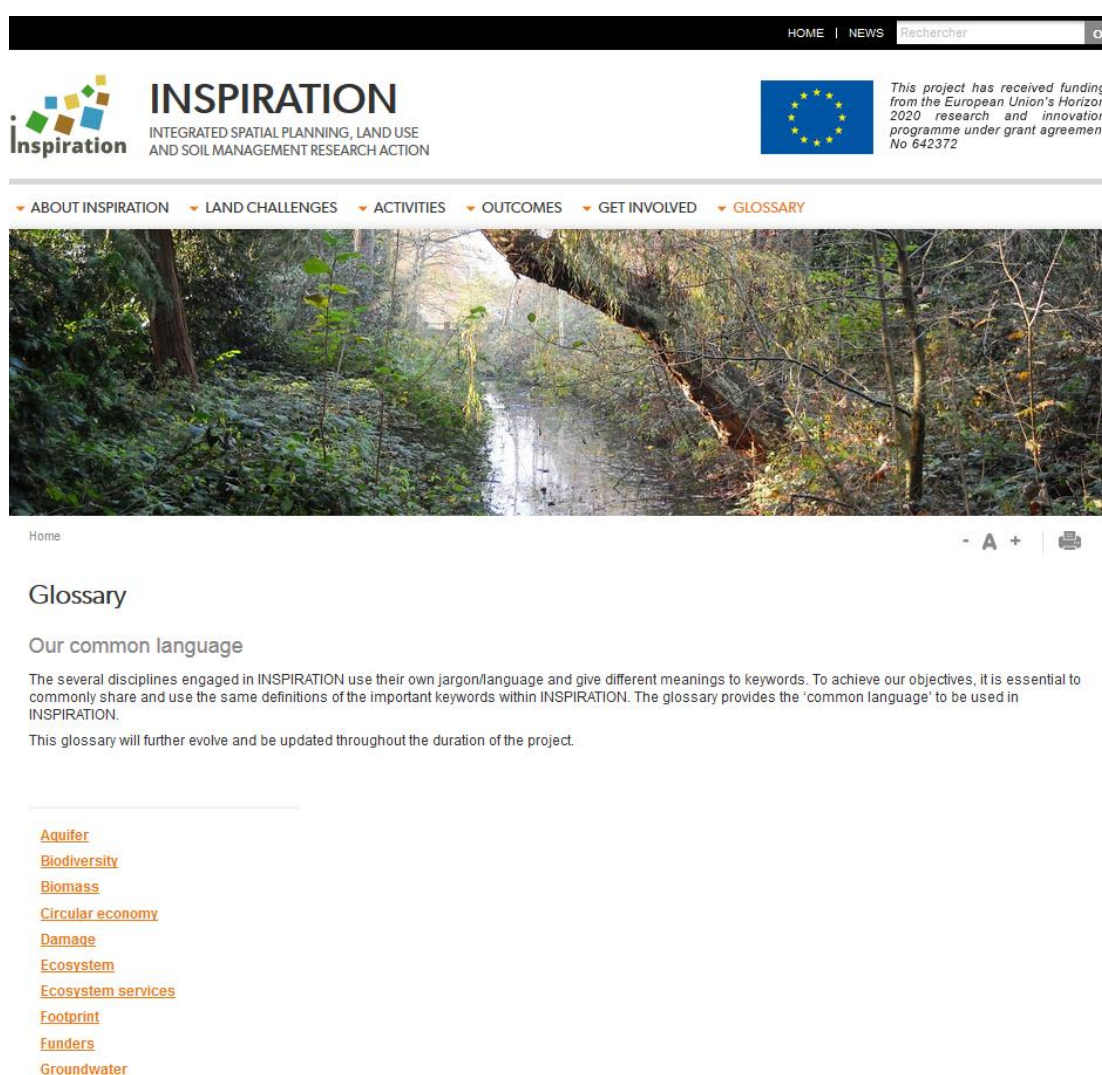 HOME | NEWS Rechercher
inspiration
INSPIRATION
INTEGRATED SPATIAL PLANNING, LAND USE
AND SOIL MANAGEMENT RESEARCH ACTION
This project has received funding
from the European Union's Horizon
2020 research and innovation
programme under grant agreement
No 642372
ABOUT INSPIRATION LAND CHALLENGES ACTIVITIES OUTCOMES GET INVOLVED GLOSSARY
Home
- A +
Glossary
Our common language
The several disciplines engaged in INSPIRATION use their own jargon/language and give different meanings to keywords. To achieve our objectives, it is essential to
commonly share and use the same definitions of the important keywords within INSPIRATION. The glossary provides the ‘common language’ to be used in
INSPIRATION.
This glossary will further evolve and be updated throughout the duration of the project.
Aquifer
Biodiversity
Biomass
Circular economy
Damage
Ecosystem
Ecosystem services
Footprint
Funders
Groundwater